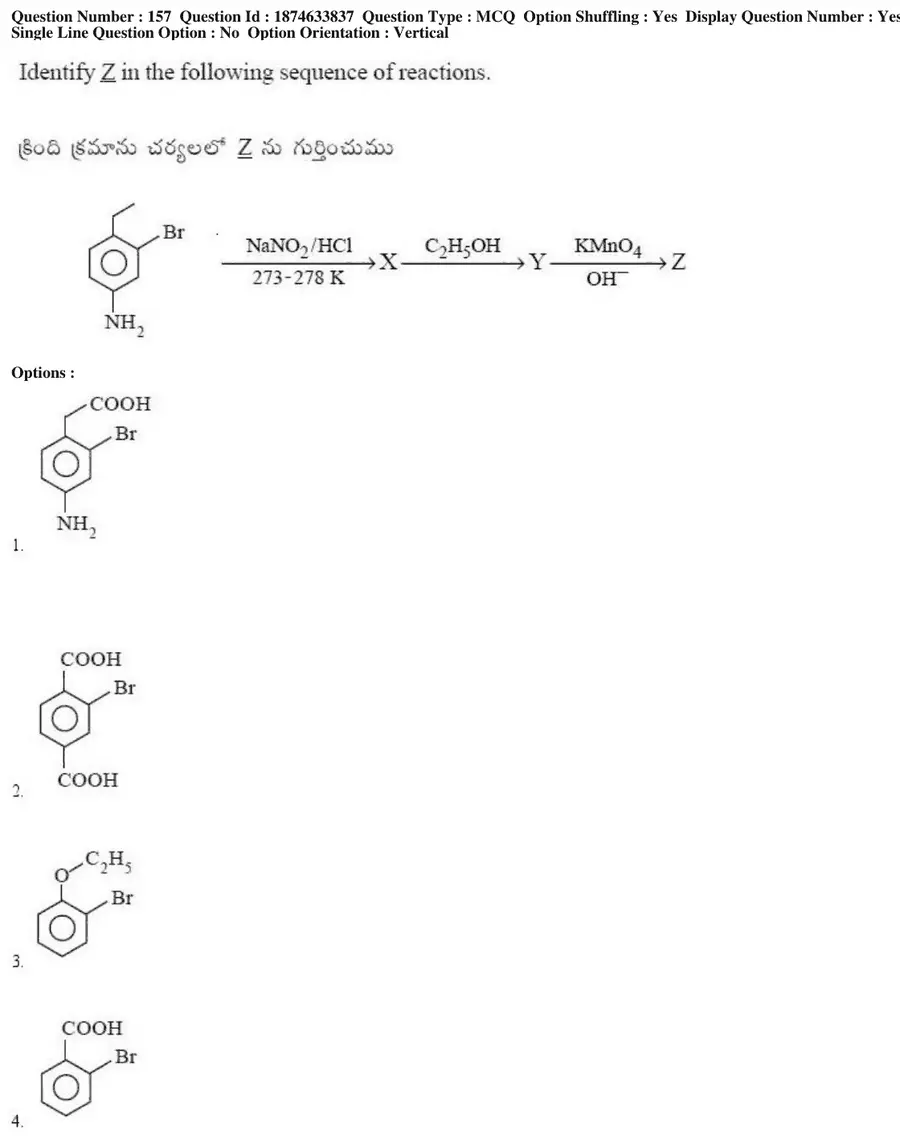 Question Number : 157 Question Id : 1874633837 Question Type : MCQ Option Shuffling : Yes Display Question Number : Yes
Single Line Question Option : No Option Orientation : Vertical
Identify Z in the following sequence of reactions.
క్రింది క్రమాను చర్యలలో Z ను గుర్తించుము
Br
NH2
NaNO2/HCl
273-278 K
X
C2H5OH
Y
KMnO4
OH⁻
Z
Options :
COOH
Br
NH2
1.
COOH
Br
COOH
2.
O
C2H5
Br
3.
COOH
Br
4.